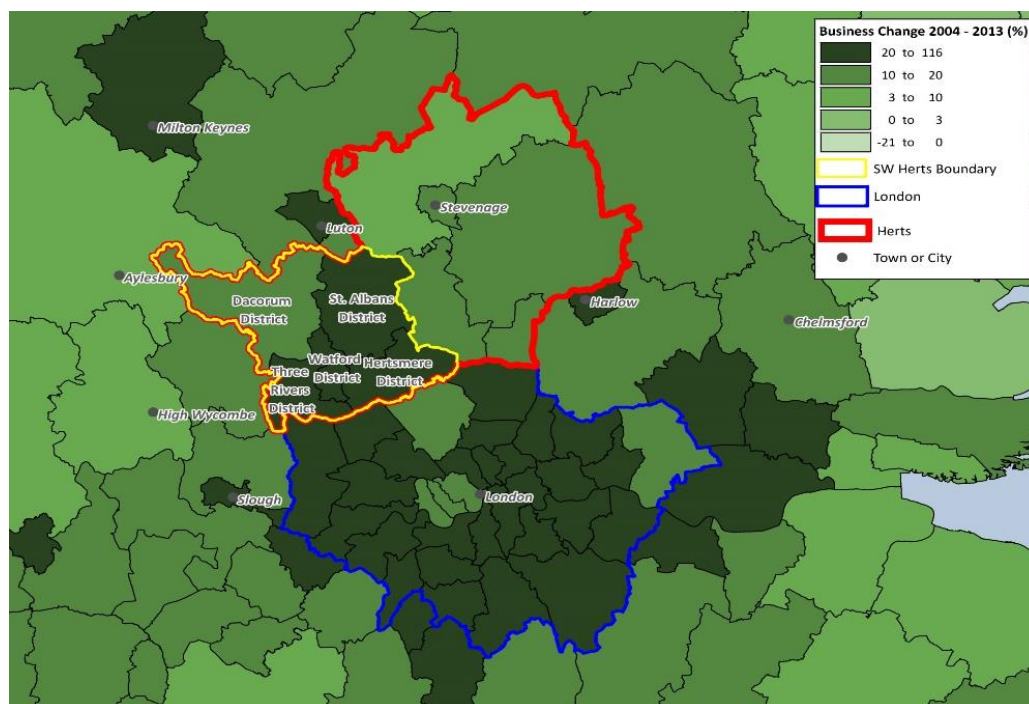 Business Change 2004 - 2013 (%)
20 to 116
10 to 20
3 to 10
0 to 3
-21 to 0
SW Herts Boundary
London
Herts
Town or City
Milton Keynes
Stevenage
Luton
Aylesbury
Dacorum
District
St. Albans
District
Harlow
Chelmsford
Three
Rivers
District
Watford
District
Hertsmere
District
High Wycombe
Slough
London